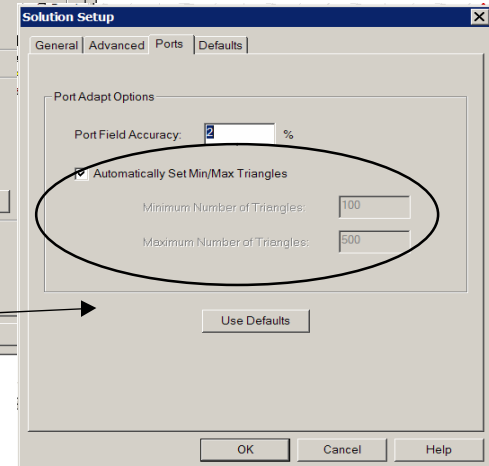 Solution Setup
General Advanced Ports Defaults
Port Adapt Options
Port Field Accuracy: 2 %
Automatically Set Min/Max Triangles
Minimum Number of Triangles: 100
Maximum Number of Triangles: 500
Use Defaults
OK Cancel Help